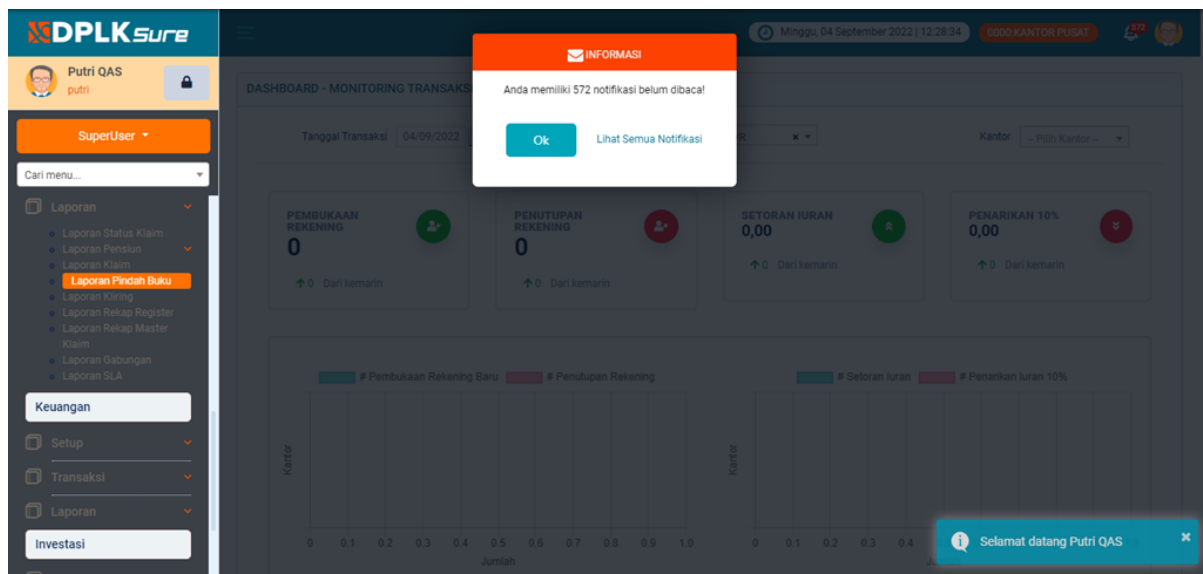 DPLKSure
Putri QAS
putri
SuperUser
Cari menu...
Laporan
Laporan Status Klaim
Laporan Pensiun
Laporan Klaim
Laporan Pindah Buku
Laporan Kliring
Laporan Rekap Register
Laporan Rekap Master
Klaim
Laporan Gabungan
Laporan SLA
Keuangan
Setup
Transaksi
Laporan
Investasi
Minggu, 04 September 2022 | 12:28:34
0000:KANTOR PUSAT
572
INFORMASI
Anda memiliki 572 notifikasi belum dibaca!
Ok
Lihat Semua Notifikasi
DASHBOARD - MONITORING TRANSAKS
Tanggal Transaksi 04/09/2022
Kantor -- Pilih Kantor --
PEMBUKAAN
REKENING
0
0 Dari kemarin
PENUTUPAN
REKENING
0
0 Dari kemarin
SETORAN IURAN
0,00
0 Dari kemarin
PENARIKAN 10%
0,00
0 Dari kemarin
# Pembukaan Rekening Baru # Penutupan Rekening
Kantor
0 0.1 0.2 0.3 0.4 0.5 0.6 0.7 0.8 0.9 1.0
Jumlah
# Setoran Iuran # Penarikan Iuran 10%
Kantor
0 0.1 0.2 0.3 0.4
Selamat datang Putri QAS